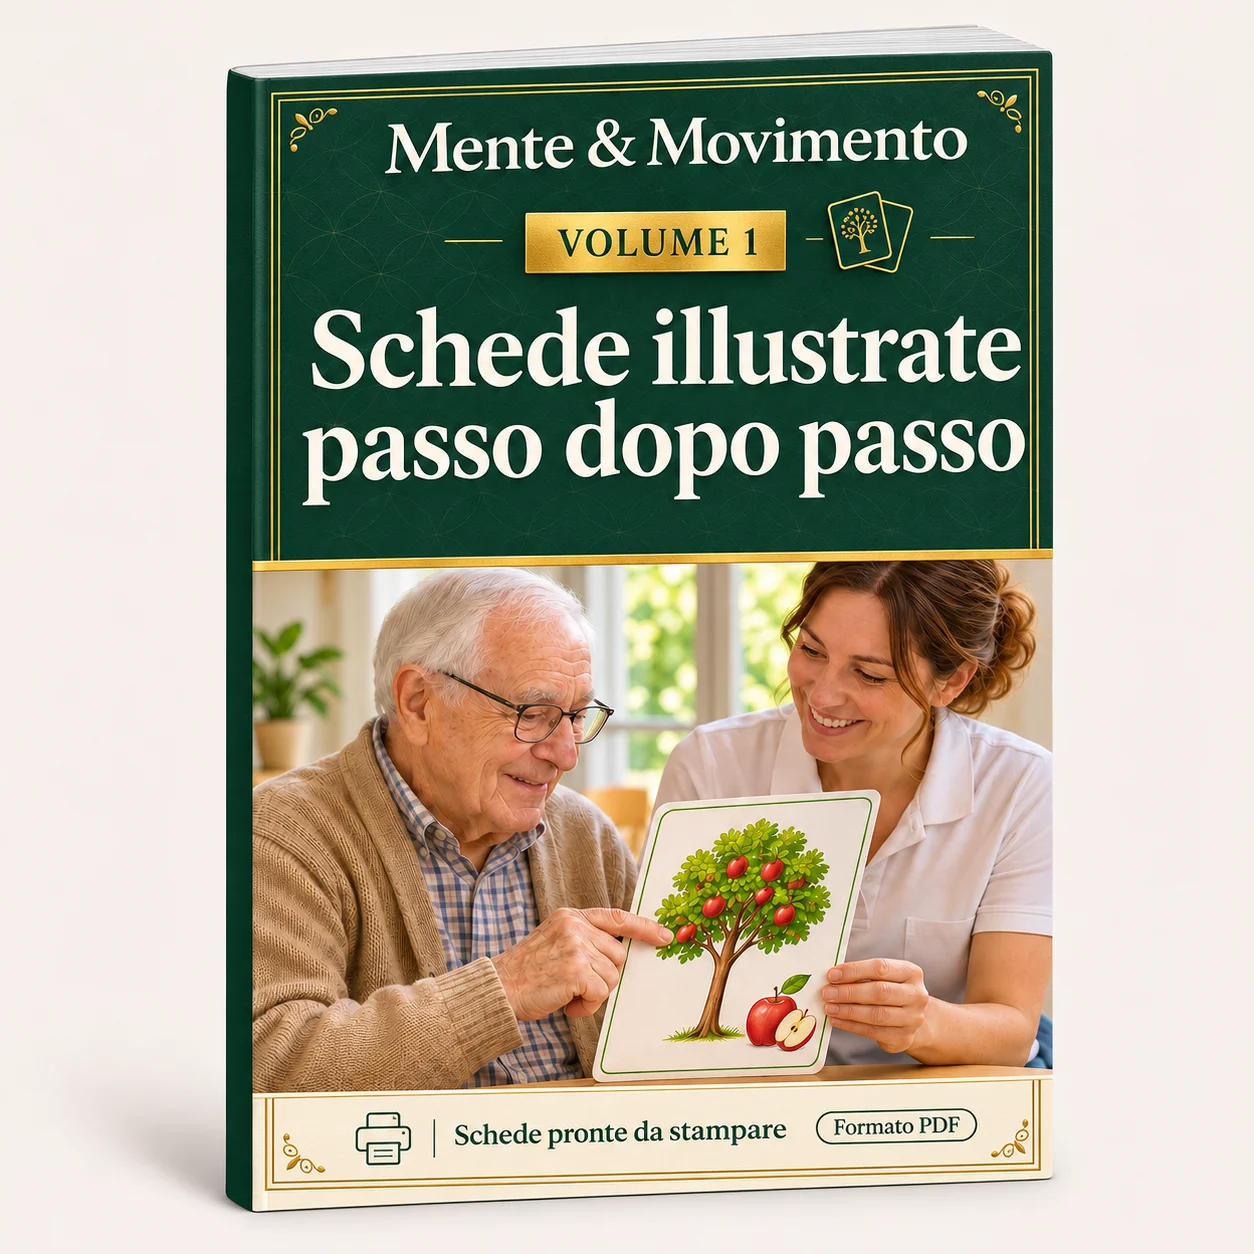 Mente & Movimento
VOLUME 1
Schede illustrate
passo dopo passo
Schede pronte da stampare
Formato PDF